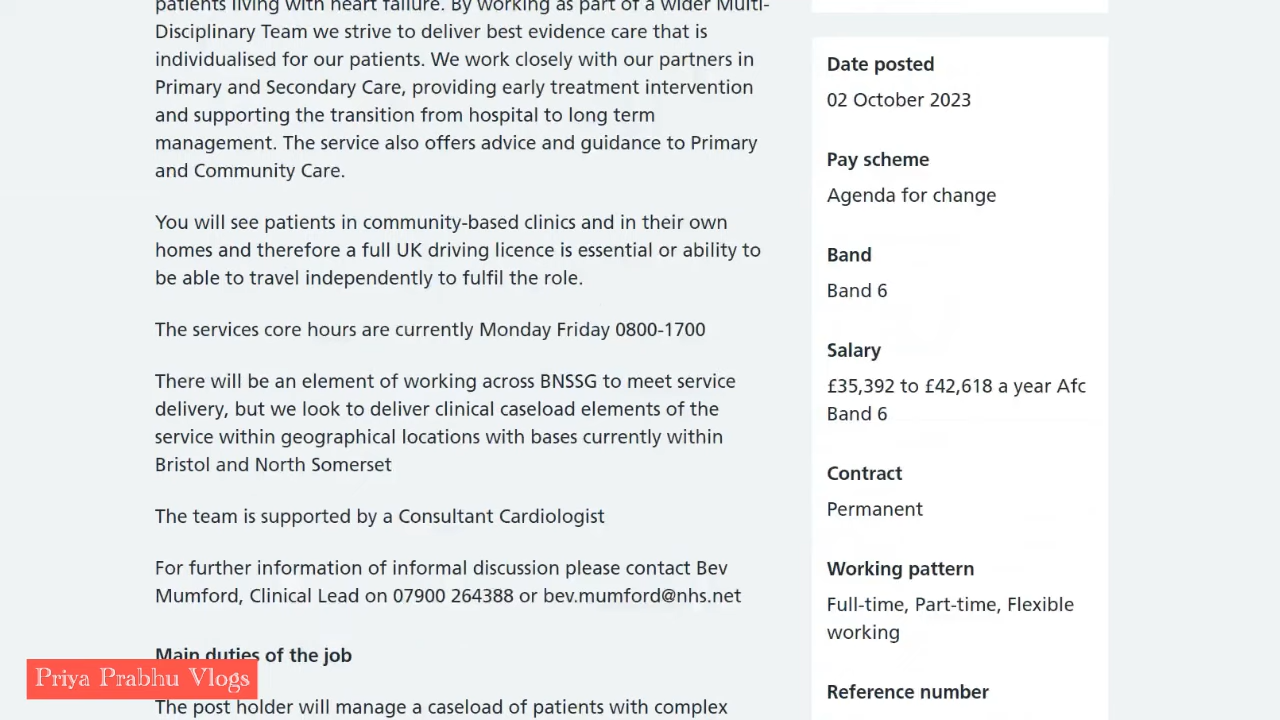 patients living with heart failure. By working as part of a wider Multi-
Disciplinary Team we strive to deliver best evidence care that is
individualised for our patients. We work closely with our partners in
Primary and Secondary Care, providing early treatment intervention
and supporting the transition from hospital to long term
management. The service also offers advice and guidance to Primary
and Community Care.
You will see patients in community-based clinics and in their own
homes and therefore a full UK driving licence is essential or ability to
be able to travel independently to fulfil the role.
The services core hours are currently Monday Friday 0800-1700
There will be an element of working across BNSSG to meet service
delivery, but we look to deliver clinical caseload elements of the
service within geographical locations with bases currently within
Bristol and North Somerset
The team is supported by a Consultant Cardiologist
For further information of informal discussion please contact Bev
Mumford, Clinical Lead on 07900 264388 or bev.mumford@nhs.net
Main duties of the job
The post holder will manage a caseload of patients with complex
Date posted
02 October 2023
Pay scheme
Agenda for change
Band
Band 6
Salary
£35,392 to £42,618 a year Afc
Band 6
Contract
Permanent
Working pattern
Full-time, Part-time, Flexible
working
Reference number
Priya Prabhu Vlogs